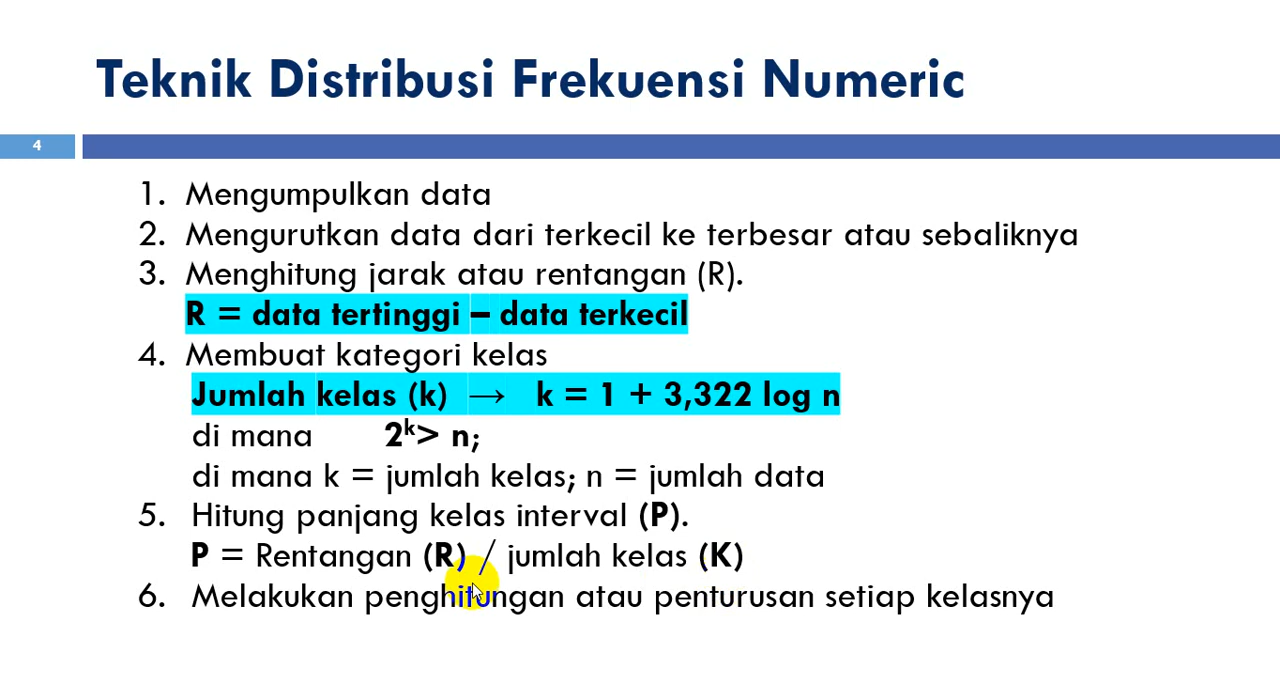 Teknik Distribusi Frekuensi Numeric
4
1. Mengumpulkan data
2. Mengurutkan data dari terkecil ke terbesar atau sebaliknya
3. Menghitung jarak atau rentangan (R).
R = data tertinggi – data terkecil
4. Membuat kategori kelas
Jumlah kelas (k) → k = 1 + 3,322 log n
di mana 2ᵏ> n;
di mana k = jumlah kelas; n = jumlah data
5. Hitung panjang kelas interval (P).
P = Rentangan (R) / jumlah kelas (K)
6. Melakukan penghitungan atau penturusan setiap kelasnya